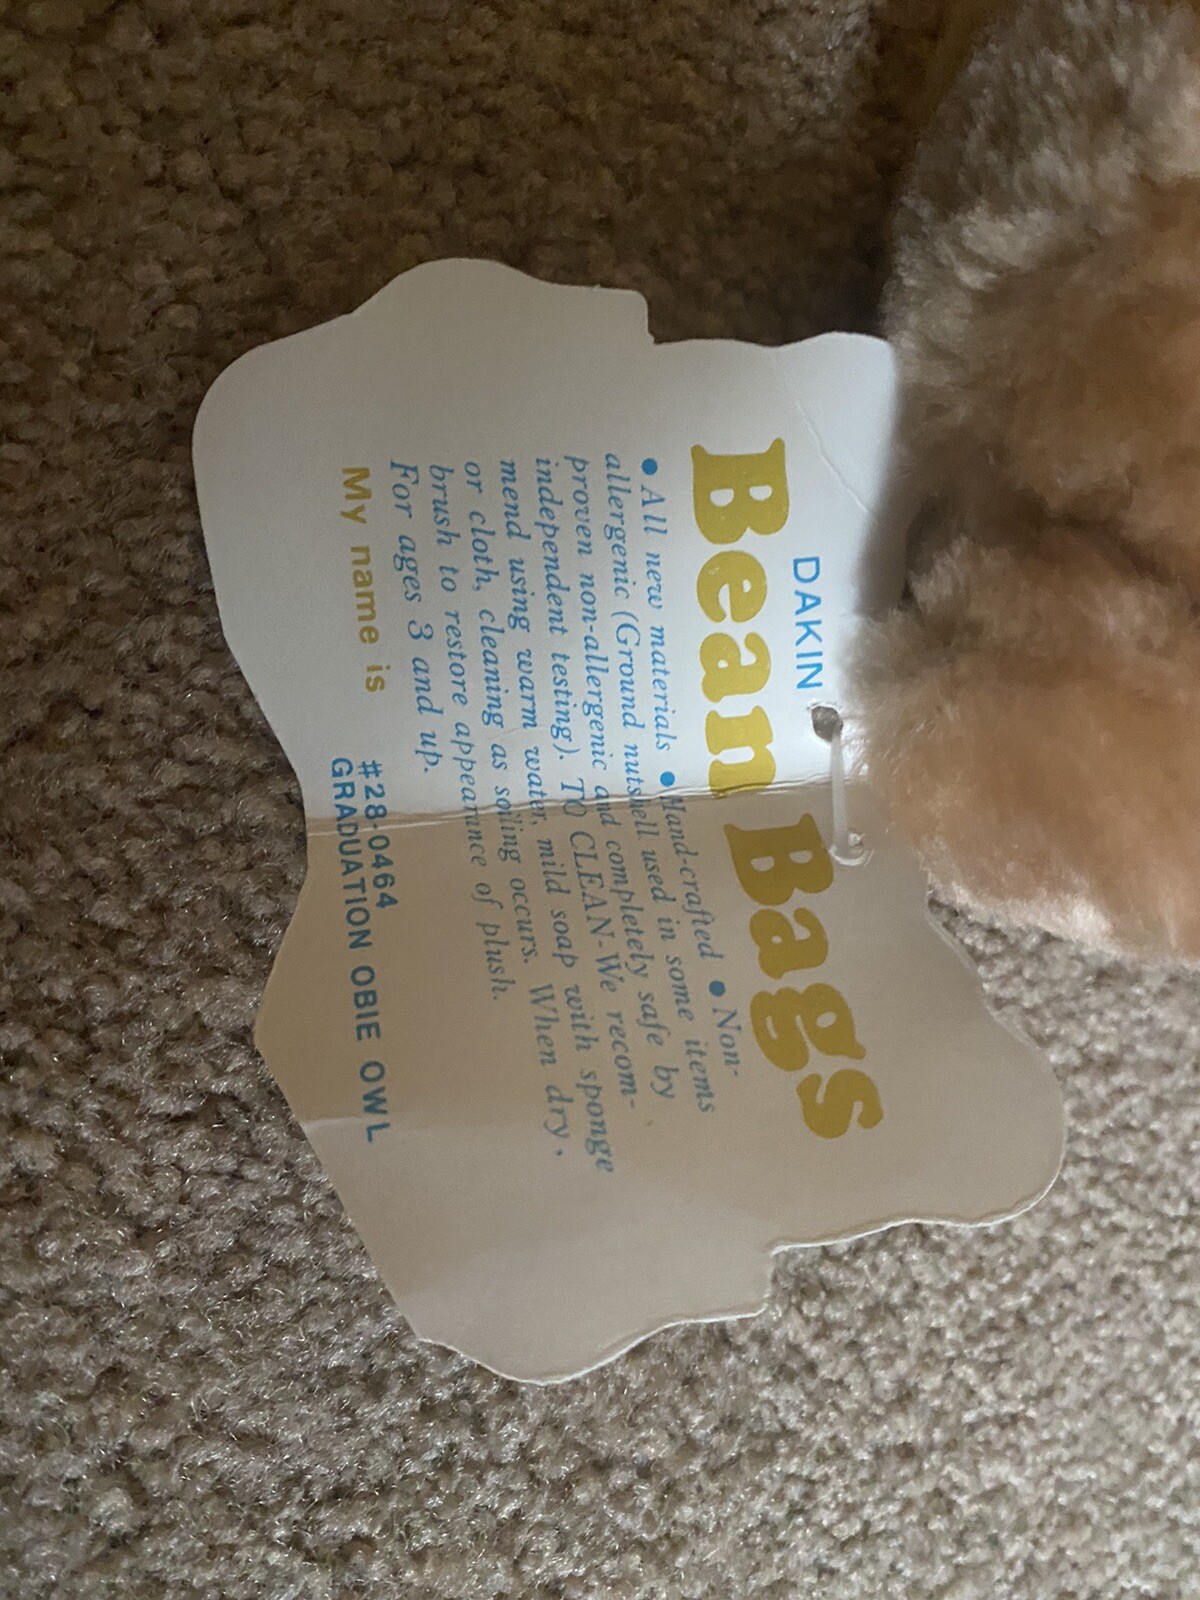 DAKIN
Bean Bags
• All new materials • Hand-crafted • Non-
allergenic (Ground nutshell used in some items
proven non-allergenic and completely safe by
independent testing). TO CLEAN-We recom-
mend using warm water, mild soap with sponge
or cloth, cleaning as soiling occurs. When dry,
brush to restore appearance of plush.
For ages 3 and up.
My name is
#28-0464
GRADUATION OBIE OWL